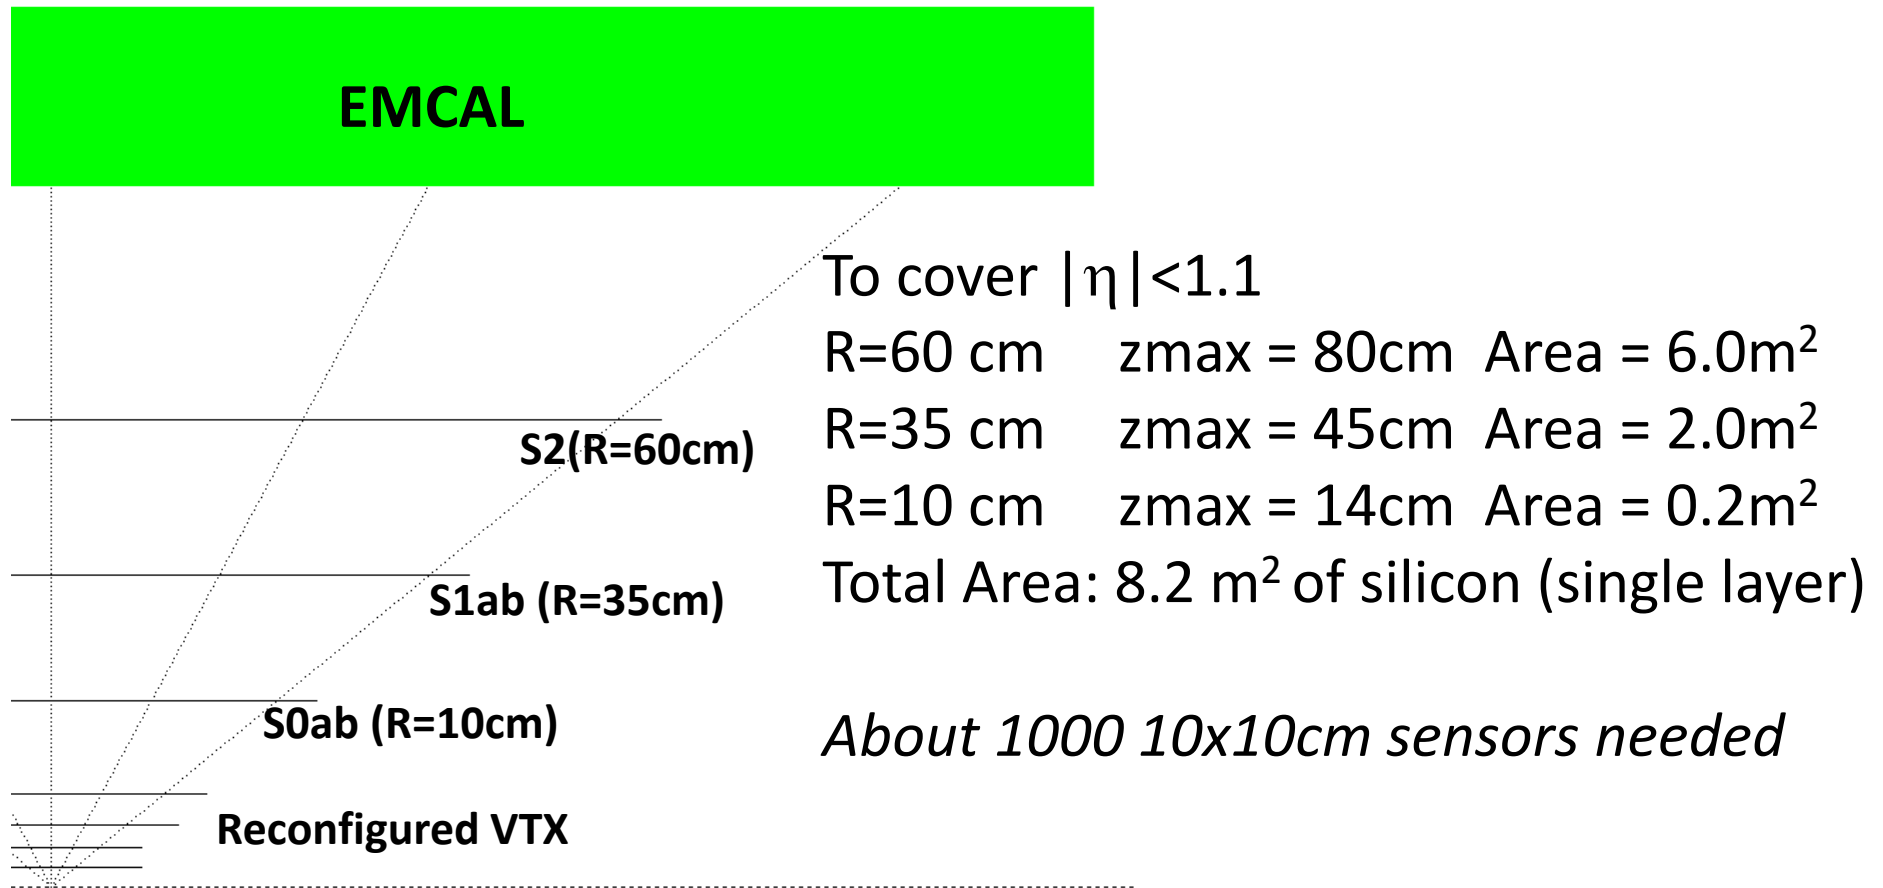 EMCAL
To cover |η|<1.1
R=60 cm zmax = 80cm Area = 6.0m²
S2(R=60cm)
R=35 cm zmax = 45cm Area = 2.0m²
R=10 cm zmax = 14cm Area = 0.2m²
Total Area: 8.2 m² of silicon (single layer)
S1ab (R=35cm)
S0ab (R=10cm)
About 1000 10x10cm sensors needed
Reconfigured VTX